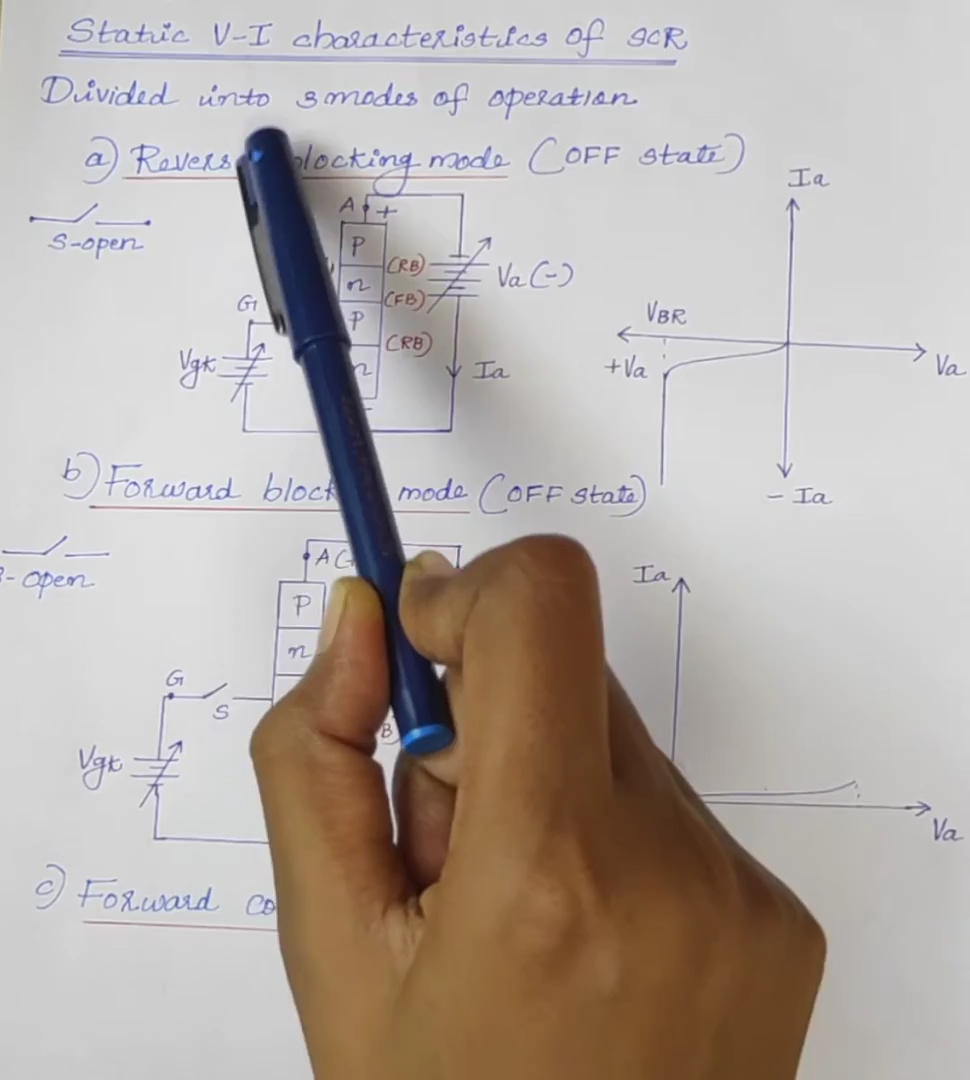 Static V-I characteristics of SCR
Divided into 3 modes of operation
a) Revers blocking mode (OFF state)
S-open
A +
P
n
P
n
(RB)
(FB)
(RB)
Va (-)
G
Vgk
Ia
Ia
VBR
+Va
Va
- Ia
b) Forward block mode (OFF state)
S-open
A (
P
n
G
S
B)
Vgk
Ia
Va
c) Forward co